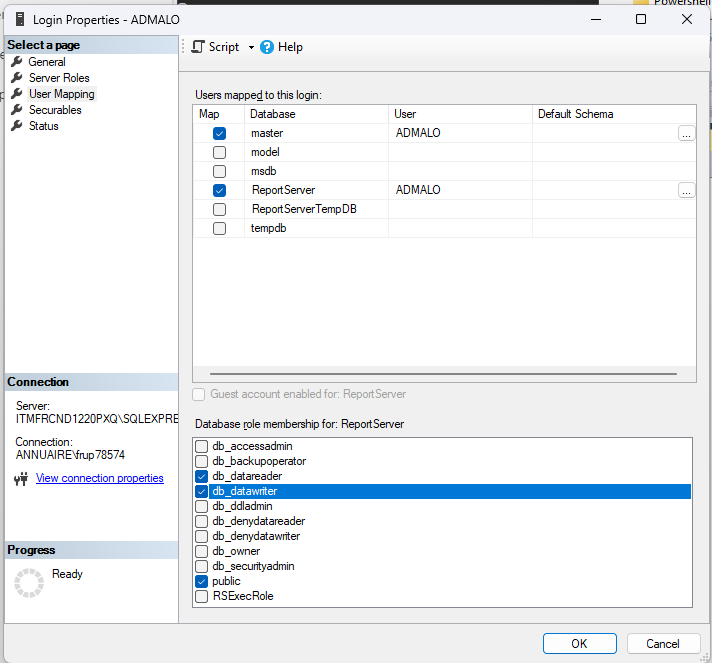 Powershell
Login Properties - ADMALO
Select a page
General
Server Roles
User Mapping
Securables
Status
Script
Help
Users mapped to this login:
Map Database User Default Schema
master ADMALO ...
model
msdb
ReportServer ADMALO ...
ReportServerTempDB
tempdb
Guest account enabled for: ReportServer
Database role membership for: ReportServer
db_accessadmin
db_backupoperator
db_datareader
db_datawriter
db_ddladmin
db_denydatareader
db_denydatawriter
db_owner
db_securityadmin
public
RSExecRole
Connection
Server:
ITMFRCND1220PXQ\SQLEXPRE
Connection:
ANNUAIRE\frup78574
View connection properties
Progress
Ready
OK
Cancel